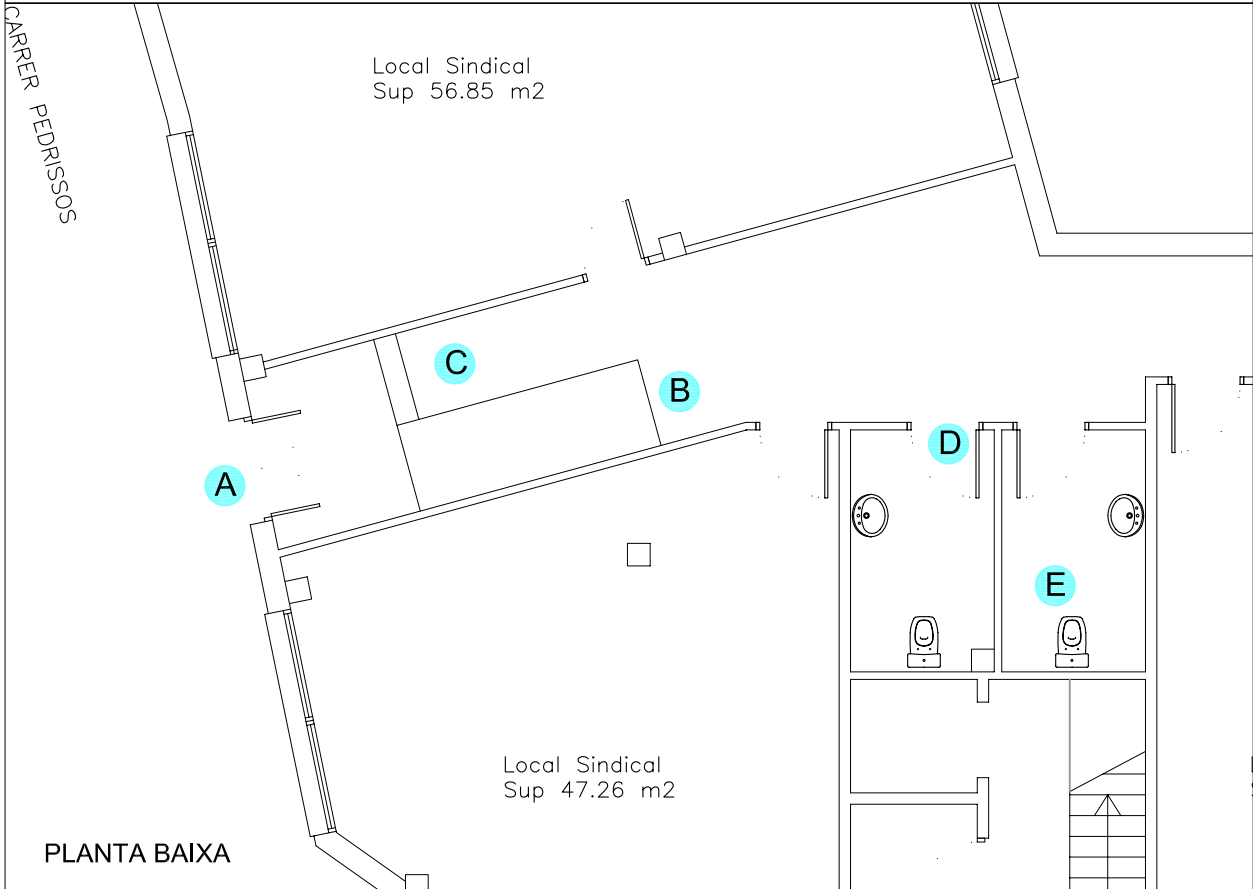 CARRER PEDRISSOS
Local Sindical
Sup 56.85 m2
C
B
A
D
E
Local Sindical
Sup 47.26 m2
PLANTA BAIXA